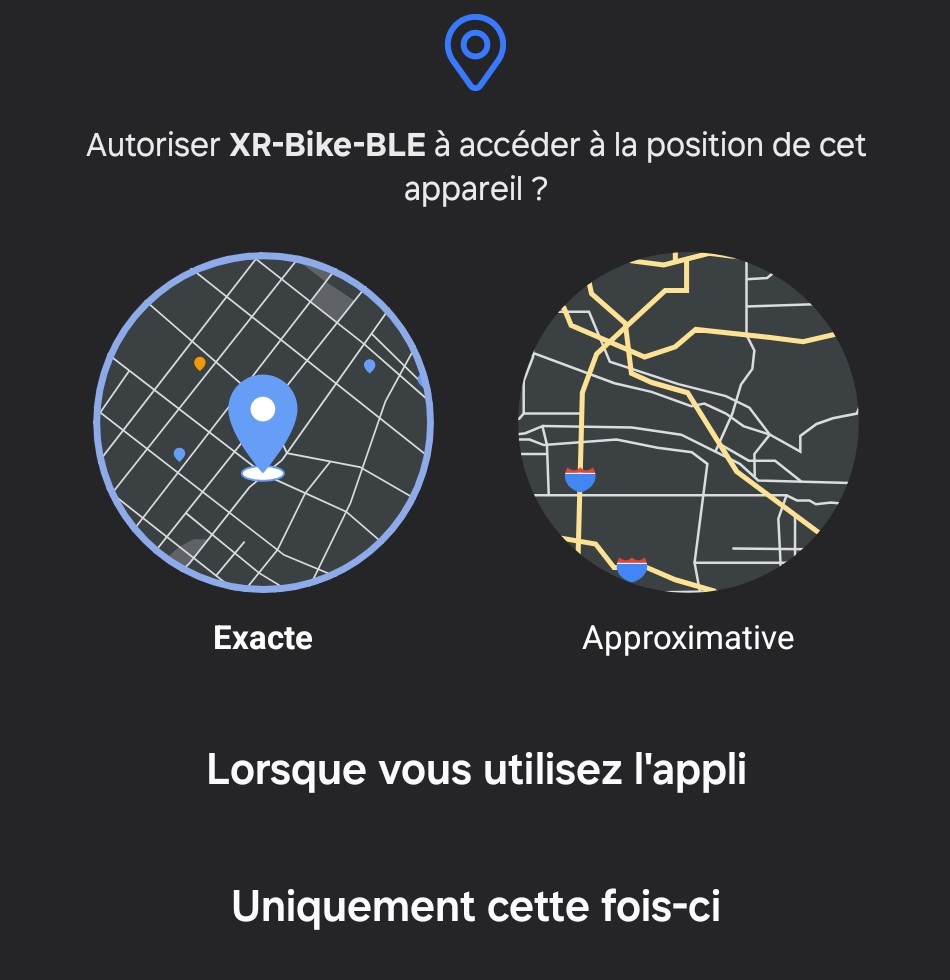 Autoriser XR-Bike-BLE à accéder à la position de cet
appareil ?
Exacte
Approximative
Lorsque vous utilisez l'appli
Uniquement cette fois-ci